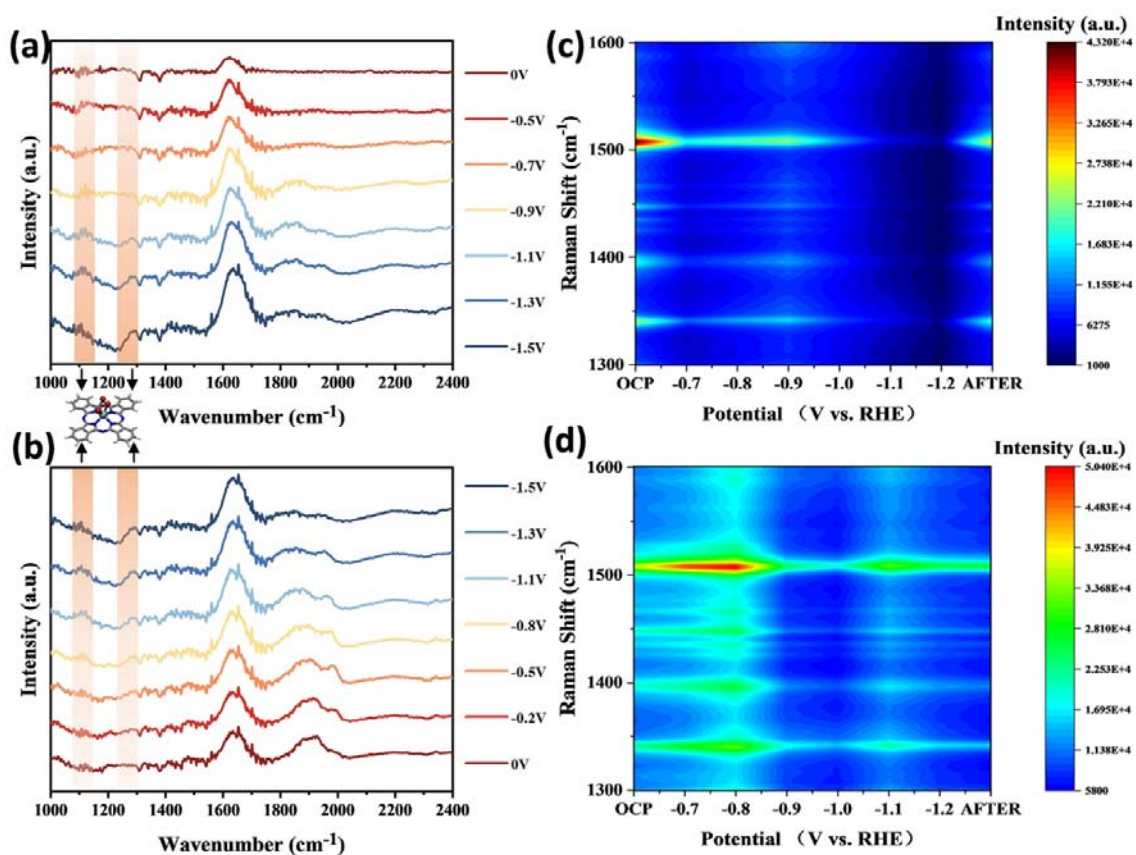 (a)
Intensity (a.u.)
0V
-0.5V
-0.7V
-0.9V
-1.1V
-1.3V
-1.5V
1000 1200 1400 1600 1800 2000 2200 2400
Wavenumber (cm-1)
(b)
Intensity (a.u.)
-1.5V
-1.3V
-1.1V
-0.8V
-0.5V
-0.2V
0V
1000 1200 1400 1600 1800 2000 2200 2400
Wavenumber (cm-1)
(c)
Raman Shift (cm-1)
1600
1500
1400
1300
OCP -0.7 -0.8 -0.9 -1.0 -1.1 -1.2 AFTER
Potential （V vs. RHE）
Intensity (a.u.)
4.320E+4
3.793E+4
3.265E+4
2.738E+4
2.210E+4
1.683E+4
1.155E+4
6275
1000
(d)
Raman Shift (cm-1)
1600
1500
1400
1300
OCP -0.7 -0.8 -0.9 -1.0 -1.1 -1.2 AFTER
Potential （V vs. RHE）
Intensity (a.u.)
5.040E+4
4.483E+4
3.925E+4
3.368E+4
2.810E+4
2.253E+4
1.695E+4
1.138E+4
5800